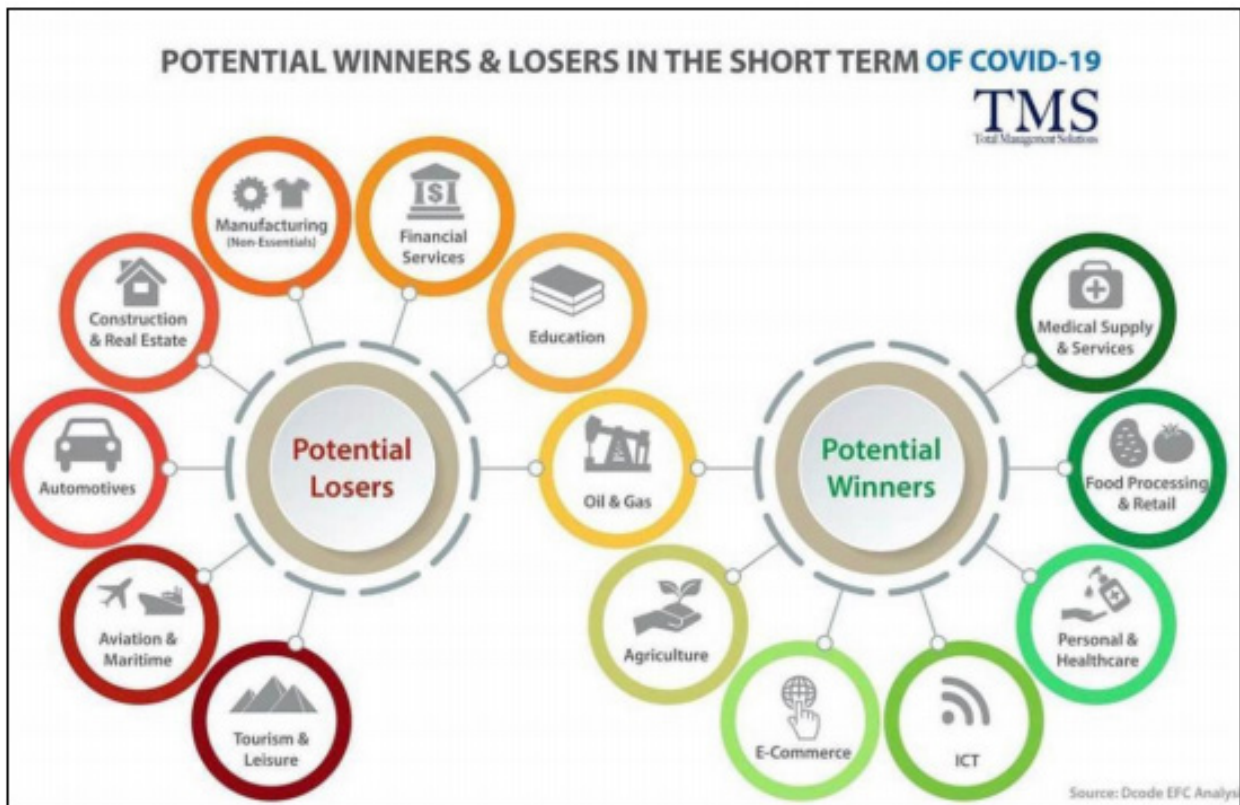 POTENTIAL WINNERS & LOSERS IN THE SHORT TERM OF COVID-19
TMS
Total Management Solutions
Manufacturing
(Non-Essentials)
$
Financial
Services
Construction
& Real Estate
Education
Medical Supply
& Services
Automotives
Potential
Losers
Oil & Gas
Potential
Winners
Food Processing
& Retail
Aviation &
Maritime
Agriculture
Personal &
Healthcare
Tourism &
Leisure
E-Commerce
ICT
Source: Dcode EFC Analysi